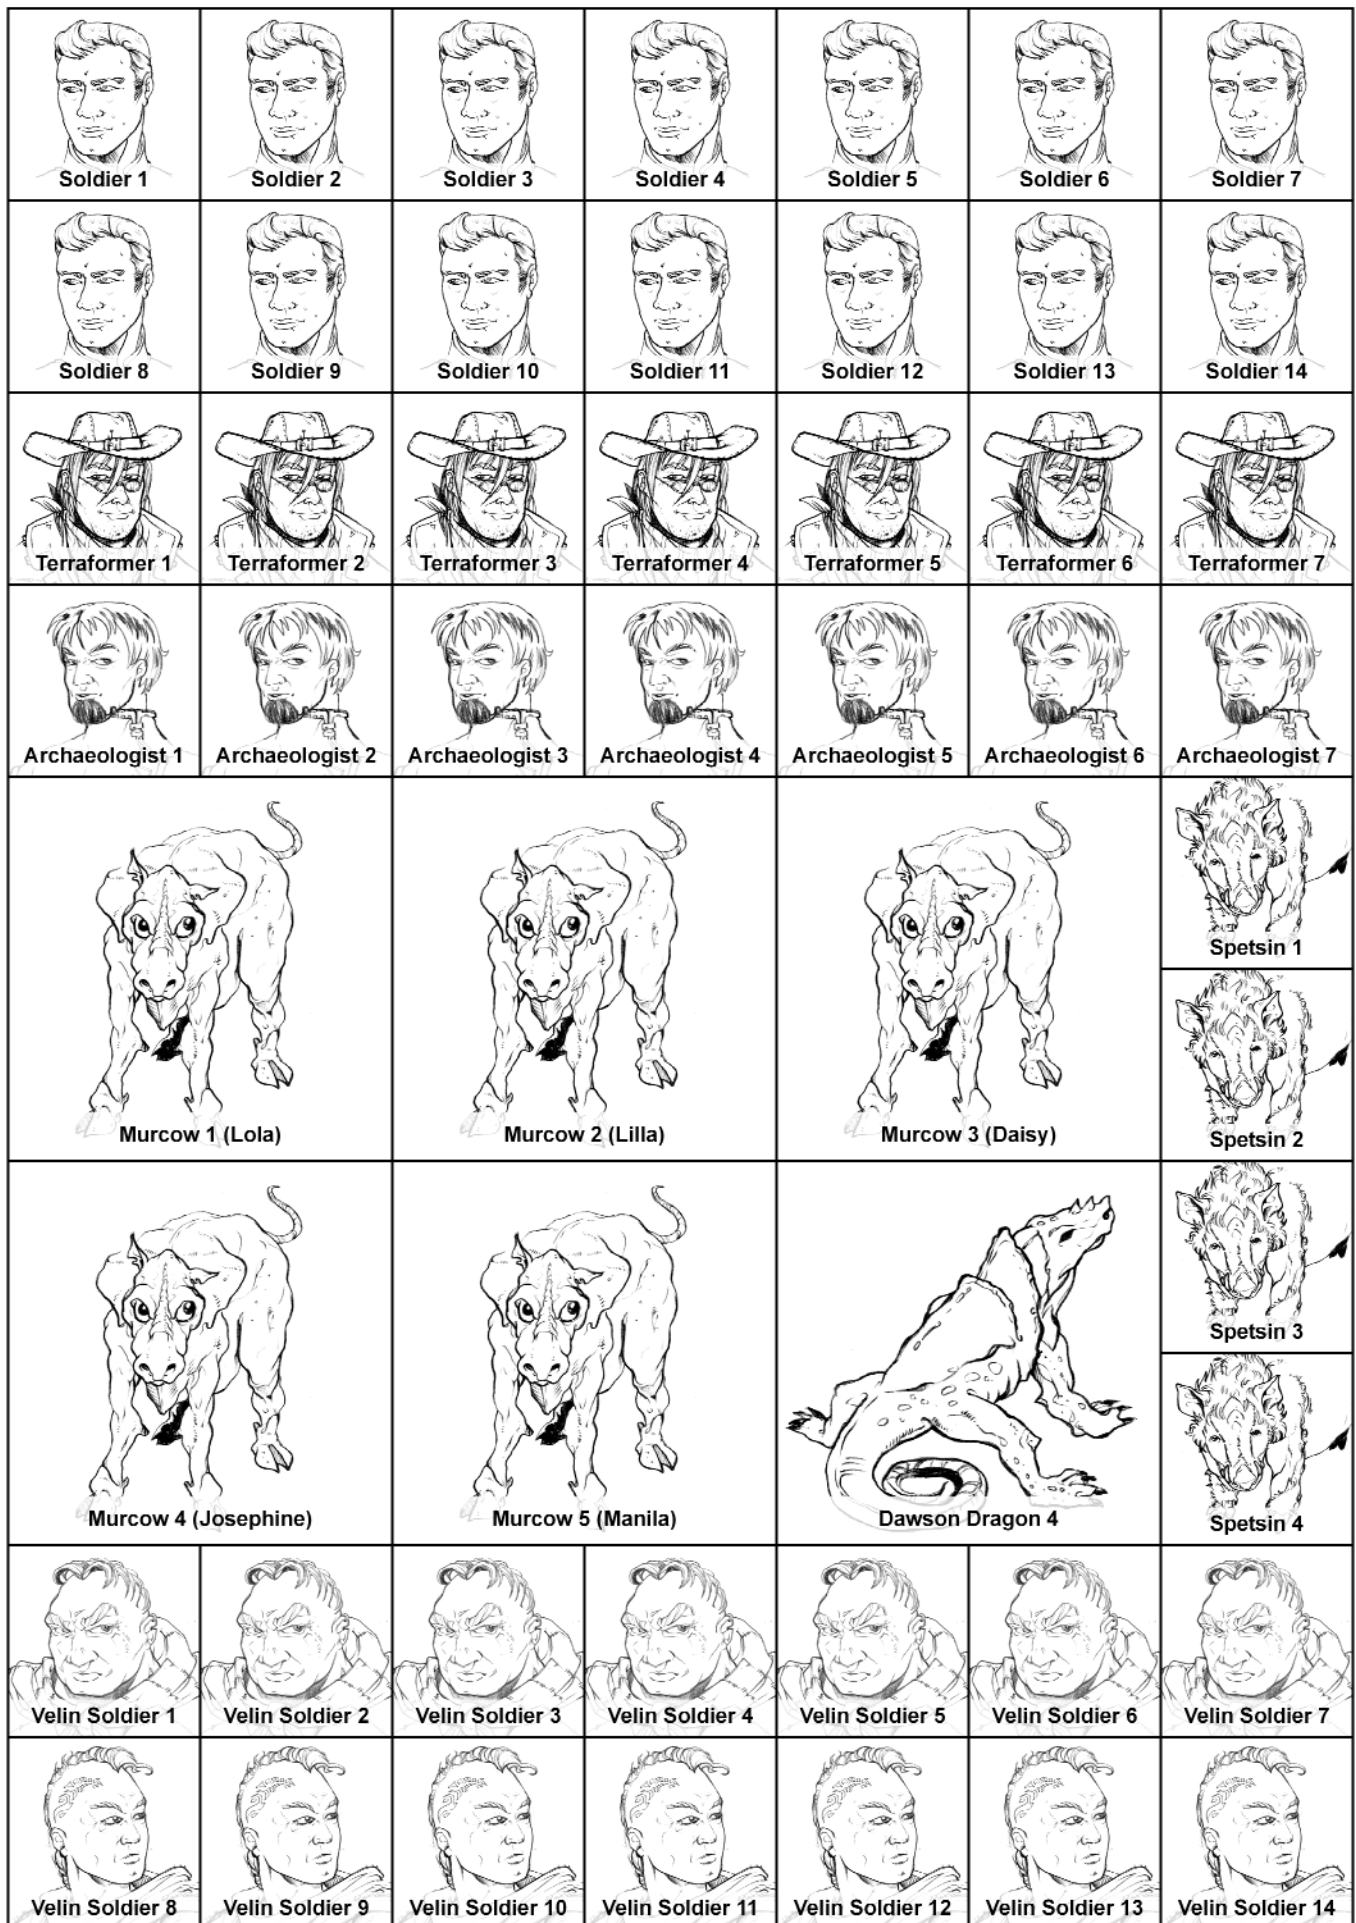 Soldier 1
Soldier 2
Soldier 3
Soldier 4
Soldier 5
Soldier 6
Soldier 7
Soldier 8
Soldier 9
Soldier 10
Soldier 11
Soldier 12
Soldier 13
Soldier 14
Terraformer 1
Terraformer 2
Terraformer 3
Terraformer 4
Terraformer 5
Terraformer 6
Terraformer 7
Archaeologist 1
Archaeologist 2
Archaeologist 3
Archaeologist 4
Archaeologist 5
Archaeologist 6
Archaeologist 7
Murcow 1 (Lola)
Murcow 2 (Lilla)
Murcow 3 (Daisy)
Spetsin 1
Spetsin 2
Murcow 4 (Josephine)
Murcow 5 (Manila)
Dawson Dragon 4
Spetsin 3
Spetsin 4
Velin Soldier 1
Velin Soldier 2
Velin Soldier 3
Velin Soldier 4
Velin Soldier 5
Velin Soldier 6
Velin Soldier 7
Velin Soldier 8
Velin Soldier 9
Velin Soldier 10
Velin Soldier 11
Velin Soldier 12
Velin Soldier 13
Velin Soldier 14